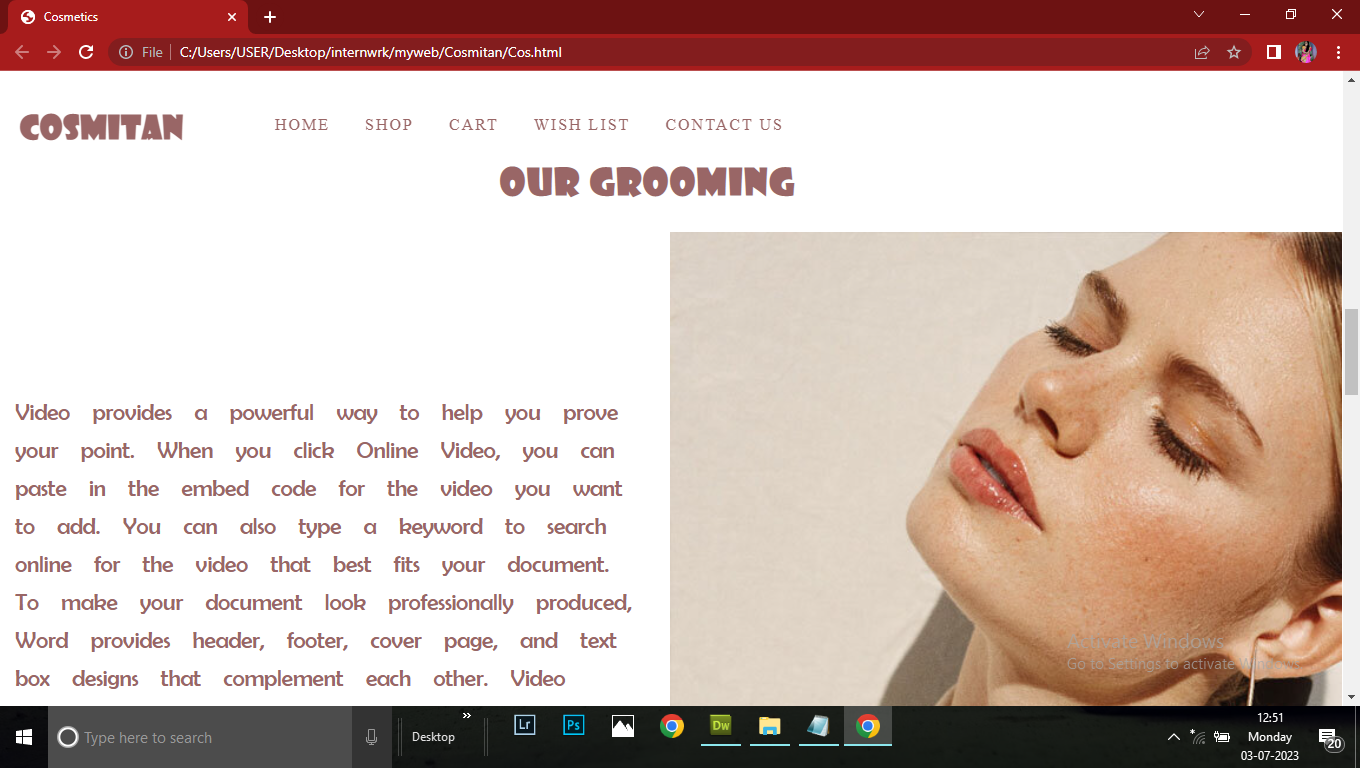 Cosmetics
File
C:/Users/USER/Desktop/internwrk/myweb/Cosmitan/Cos.html
COSMITAN
HOME SHOP CART WISH LIST CONTACT US
OUR GROOMING
Video provides a powerful way to help you prove
your point. When you click Online Video, you can
paste in the embed code for the video you want
to add. You can also type a keyword to search
online for the video that best fits your document.
To make your document look professionally produced,
Word provides header, footer, cover page, and text
box designs that complement each other. Video
Activate Windows
Go to Settings to activate Windows.
Type here to search
Desktop
Lr
Ps
Dw
12:51
Monday
03-07-2023
20